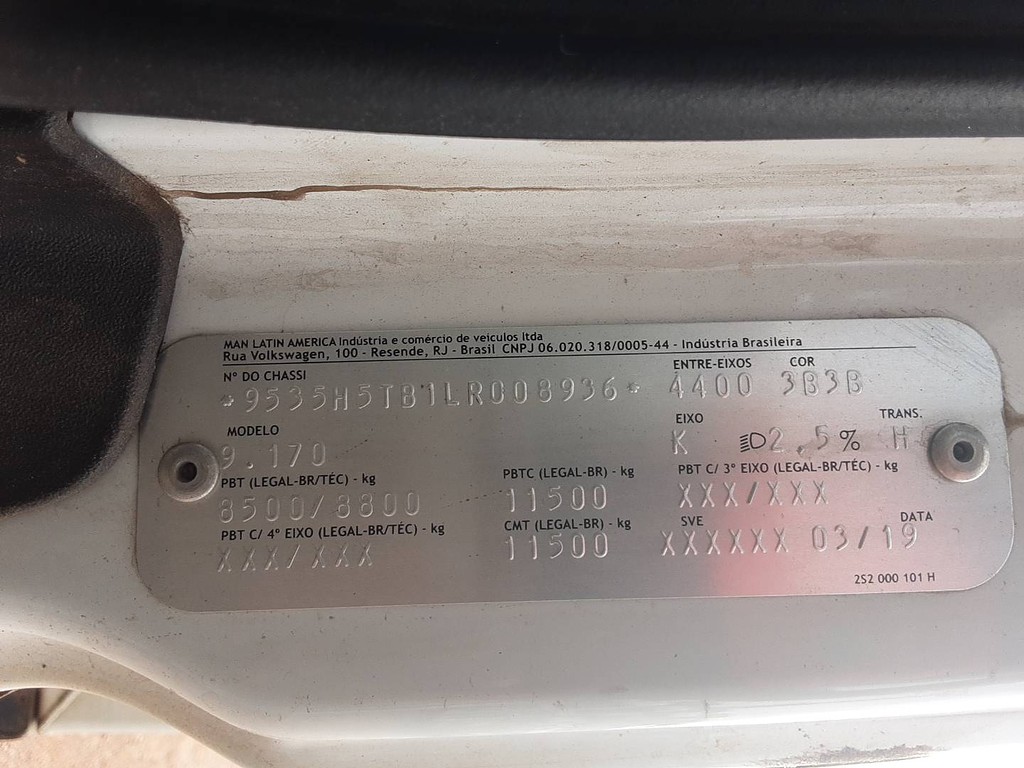 MAN LATIN AMERICA Indústria e comércio de veículos ltda
Rua Volkswagen, 100 - Resende, RJ - Brasil CNPJ 06.020.318/0005-44 - Indústria Brasileira
Nº DO CHASSI ENTRE-EIXOS COR
*9535H5TB1LR008936* 4400 3B3B
MODELO EIXO TRANS.
9.170 K 2,5% H
PBT (LEGAL-BR/TÉC) - kg PBTC (LEGAL-BR) - kg PBT C/ 3º EIXO (LEGAL-BR/TÉC) - kg
8500/8800 11500 XXX/XXX
PBT C/ 4º EIXO (LEGAL-BR/TÉC) - kg CMT (LEGAL-BR) - kg SVE DATA
XXX/XXX 11500 XXXXXX 03/19
2S2 000 101 H